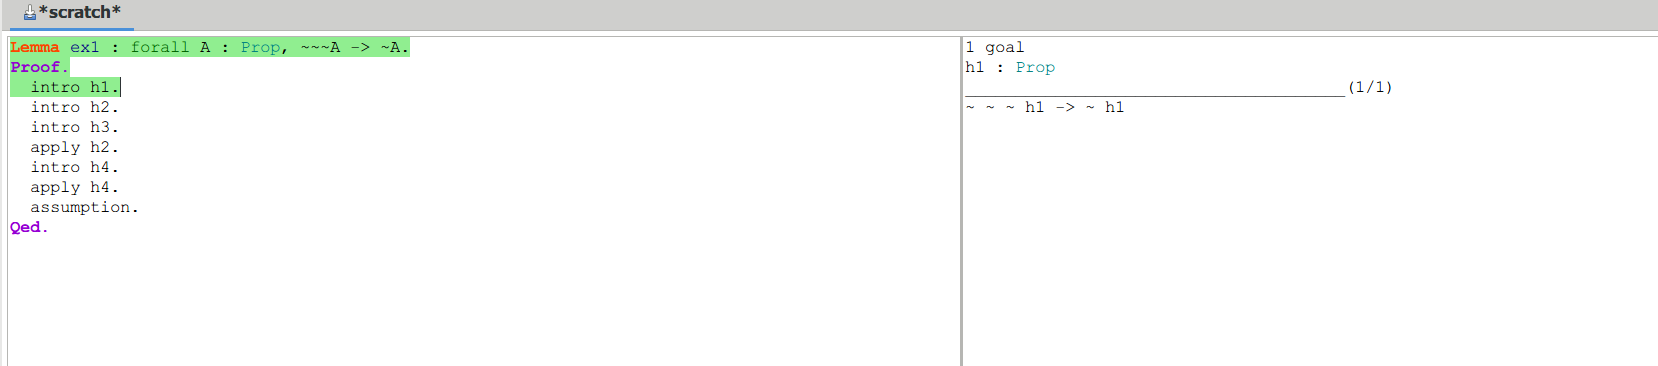 *scratch*
Lemma ex1 : forall A : Prop, ~~~A -> ~A.
Proof.
  intro h1.
  intro h2.
  intro h3.
  apply h2.
  intro h4.
  apply h4.
  assumption.
Qed.
1 goal
h1 : Prop
______________________________________(1/1)
~ ~ ~ h1 -> ~ h1